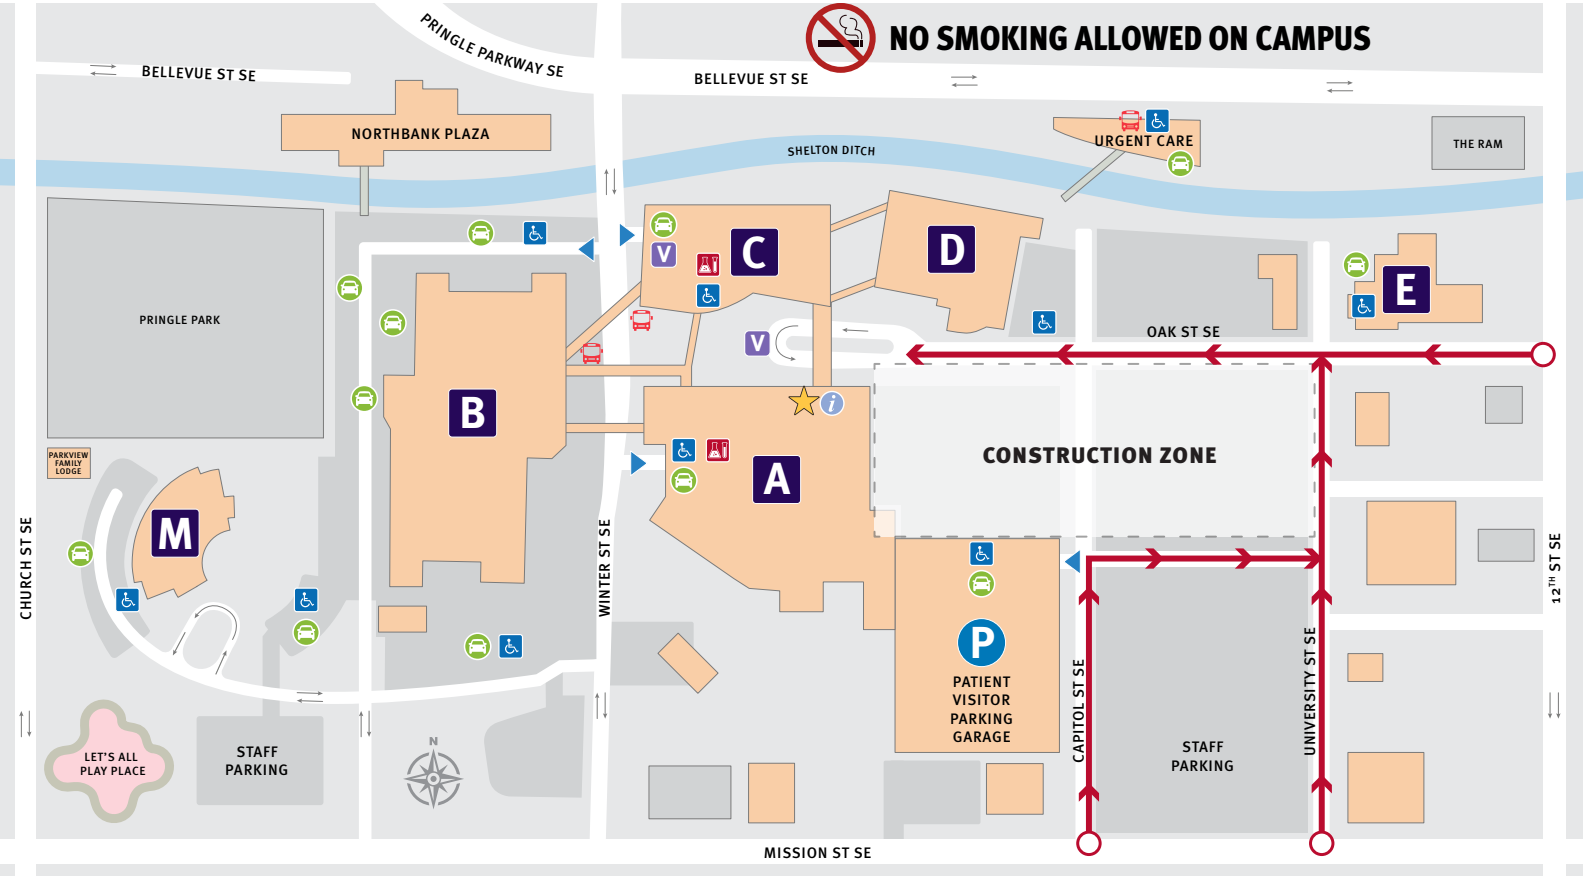 NO SMOKING ALLOWED ON CAMPUS
PRINGLE PARKWAY SE
BELLEVUE ST SE
BELLEVUE ST SE
NORTHBANK PLAZA
SHELTON DITCH
URGENT CARE
THE RAM
V
C
D
E
PRINGLE PARK
OAK ST SE
V
B
i
A
CONSTRUCTION ZONE
PARKVIEW
FAMILY
LODGE
M
CHURCH ST SE
WINTER ST SE
12TH ST SE
P
PATIENT
VISITOR
PARKING
GARAGE
CAPITOL ST SE
UNIVERSITY ST SE
STAFF
PARKING
LET'S ALL
PLAY PLACE
STAFF
PARKING
N
MISSION ST SE